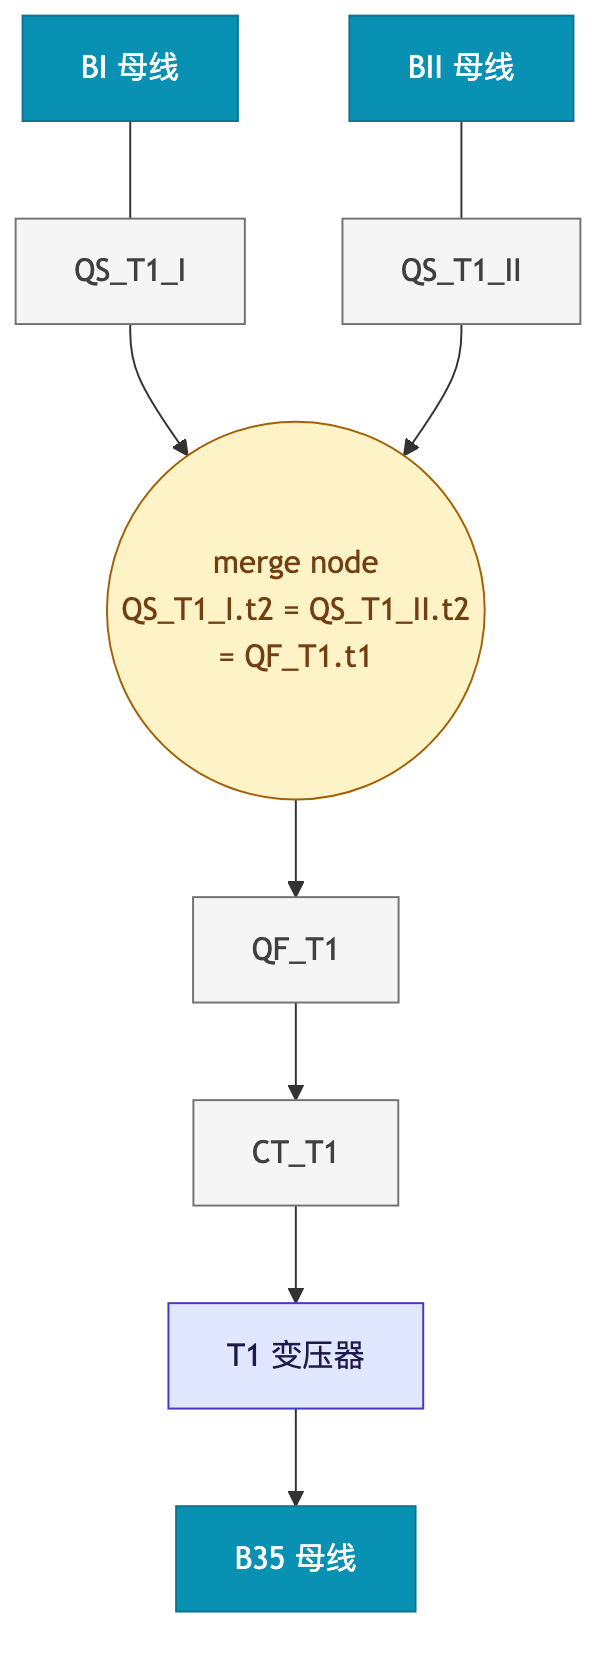 BI 母线
BII 母线
QS_T1_I
QS_T1_II
merge node
QS_T1_I.t2 = QS_T1_II.t2
= QF_T1.t1
QF_T1
CT_T1
T1 变压器
B35 母线